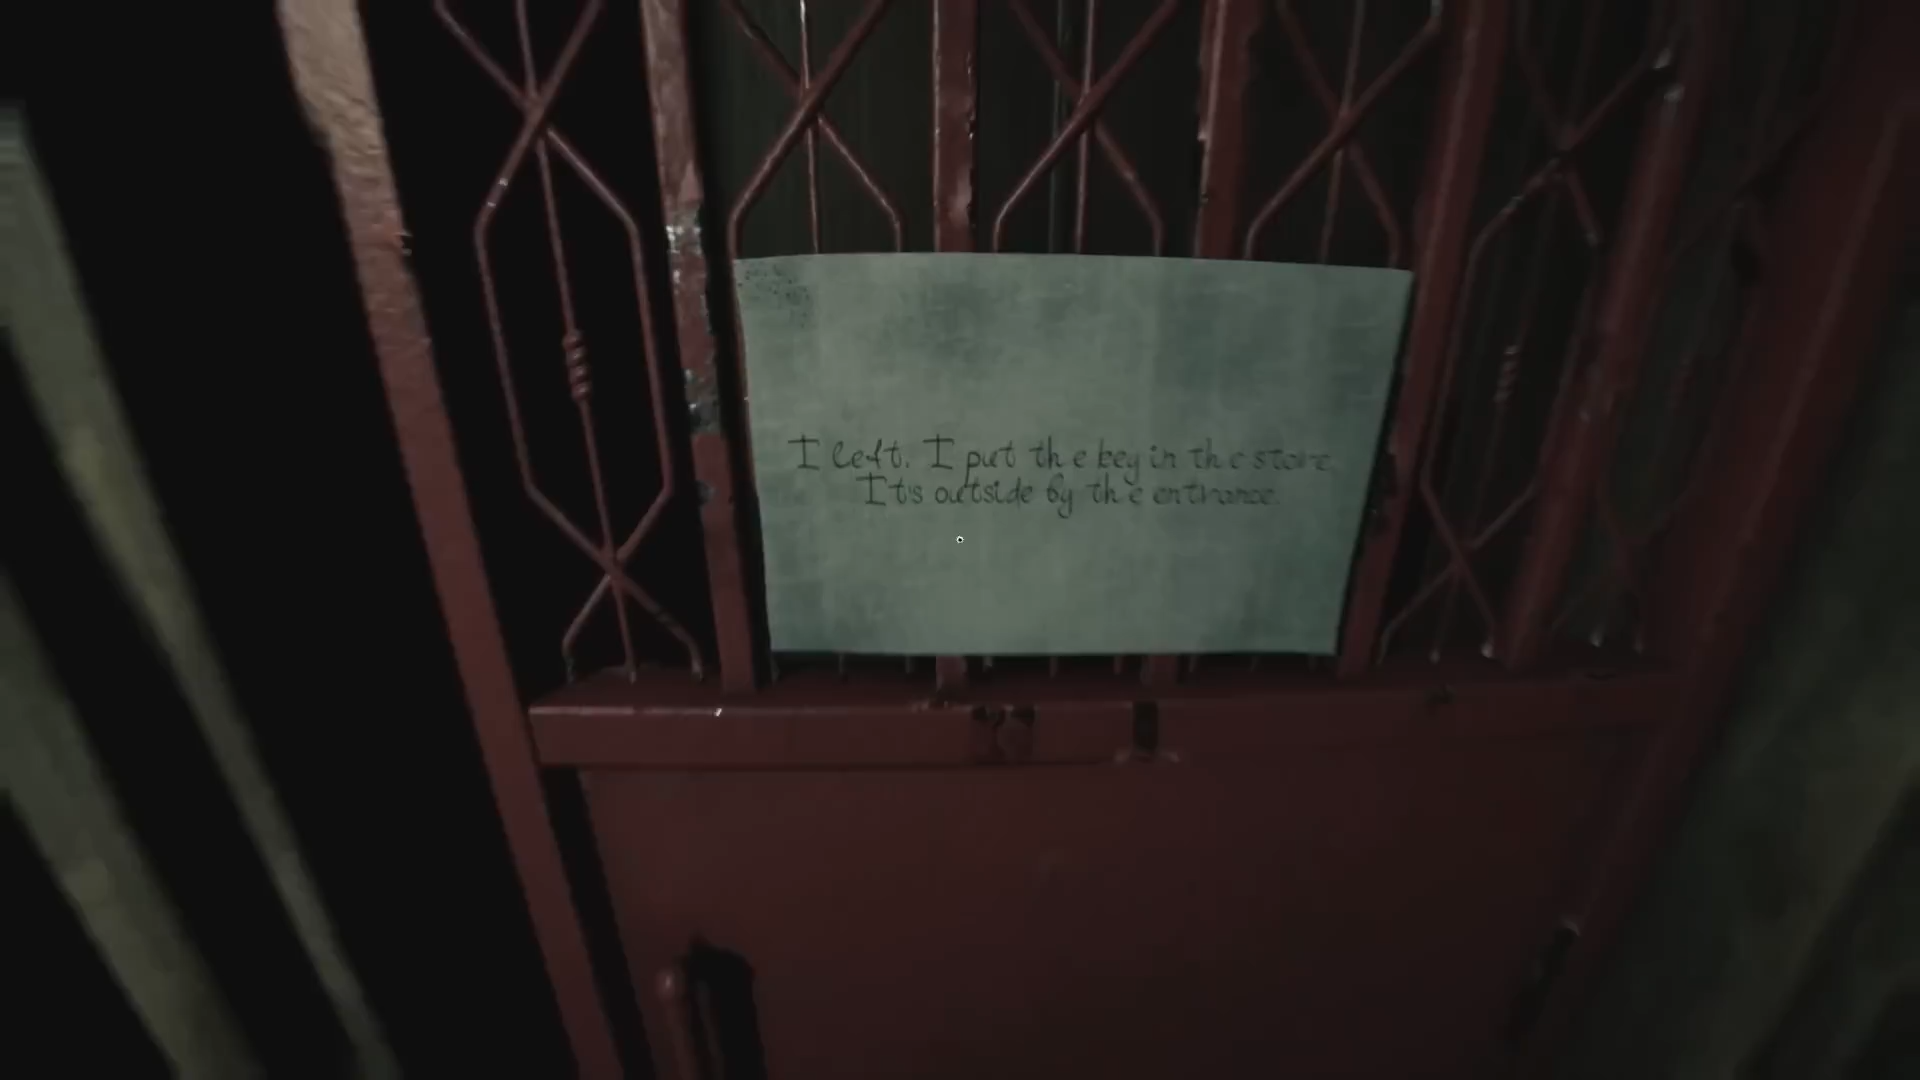 I left. I put the key in the store
It's outside by the entrance.